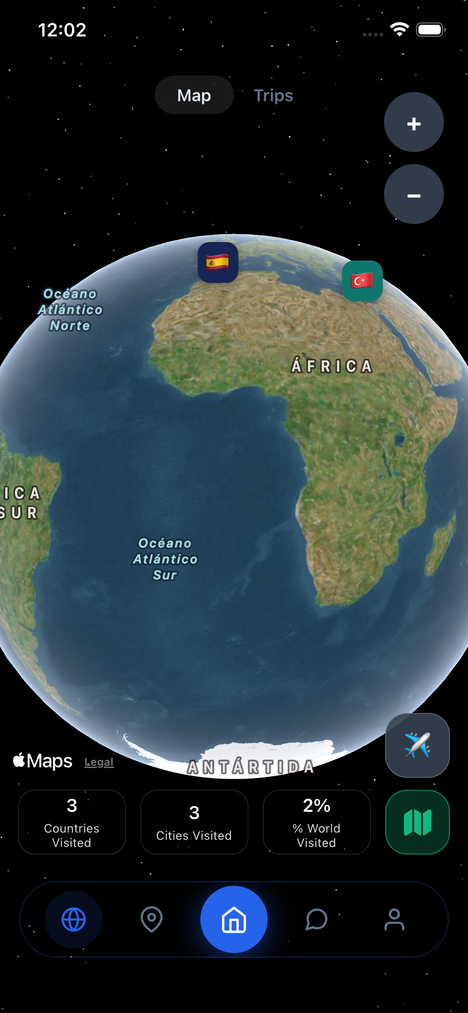 12:02
Map
Trips
+
−
Océano
Atlántico
Norte
ÁFRICA
ICA
SUR
Océano
Atlántico
Sur
ANTÁRTIDA
Maps
Legal
3
Countries
Visited
3
Cities Visited
2%
% World
Visited